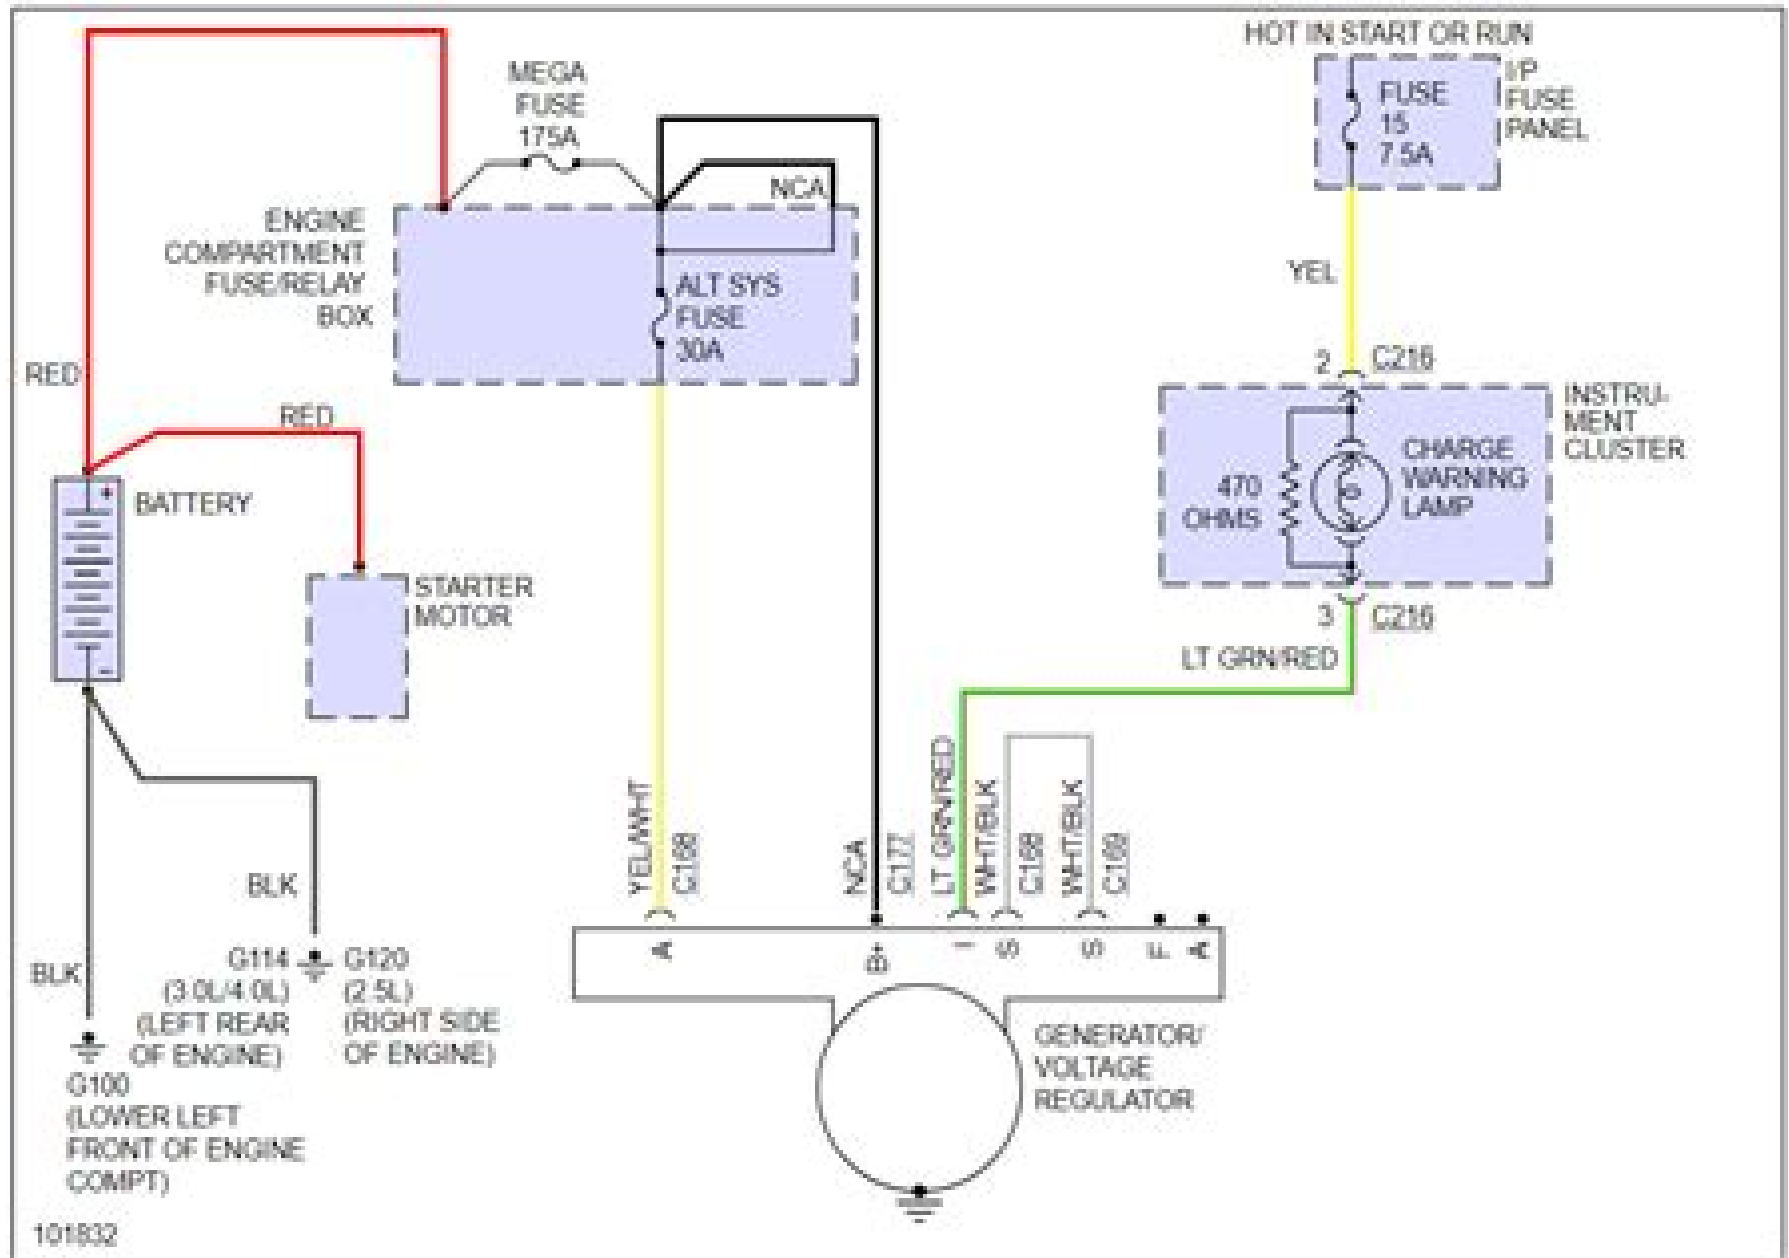 HOT IN START OR RUN
MEGA
FUSE
175A
FUSE
15
7.5A
I/P
FUSE
PANEL
NCA
ENGINE
COMPARTMENT
FUSE/RELAY
BOX
ALT SYS
FUSE
30A
YEL
2 C216
RED
RED
INSTRU-
MENT
CLUSTER
CHARGE
WARNING
LAMP
470
OHMS
BATTERY
+
-
STARTER
MOTOR
3 C216
LT GRN/RED
YEL/WHT
C168
NCA
C177
LT GRN/RED
WHT/BLK
C168
WHT/BLK
C169
BLK
BLK
A
B+
I
S
S
F
A
G114
(3.0L/4.0L)
(LEFT REAR
OF ENGINE)
G120
(2.5L)
(RIGHT SIDE
OF ENGINE)
G100
(LOWER LEFT
FRONT OF ENGINE
COMPT)
GENERATOR/
VOLTAGE
REGULATOR
101832